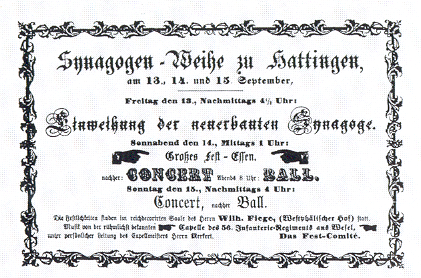 Synagogen-Weihe zu Hattingen,
am 13., 14. und 15. September,
Freitag den 13., Nachmittags 4½ Uhr:
Einweihung der neuerbauten Synagoge.
Sonnabend den 14., Mittags 1 Uhr:
Großes Fest-Essen.
nachher: CONCERT Abends 8 Uhr: BALL.
Sonntag den 15., Nachmittags 4 Uhr:
Concert, nachher Ball.
Die Festlichkeiten finden im reichdecorirten Saale des Herrn Wilh. Fiege, (Westphälischer Hof) statt.
Musik von der rühmlichst bekannten Capelle des 56. Infanterie-Regiments aus Wesel,
unter persönlicher Leitung des Capellmeisters Herrn Das Fest-Comité.